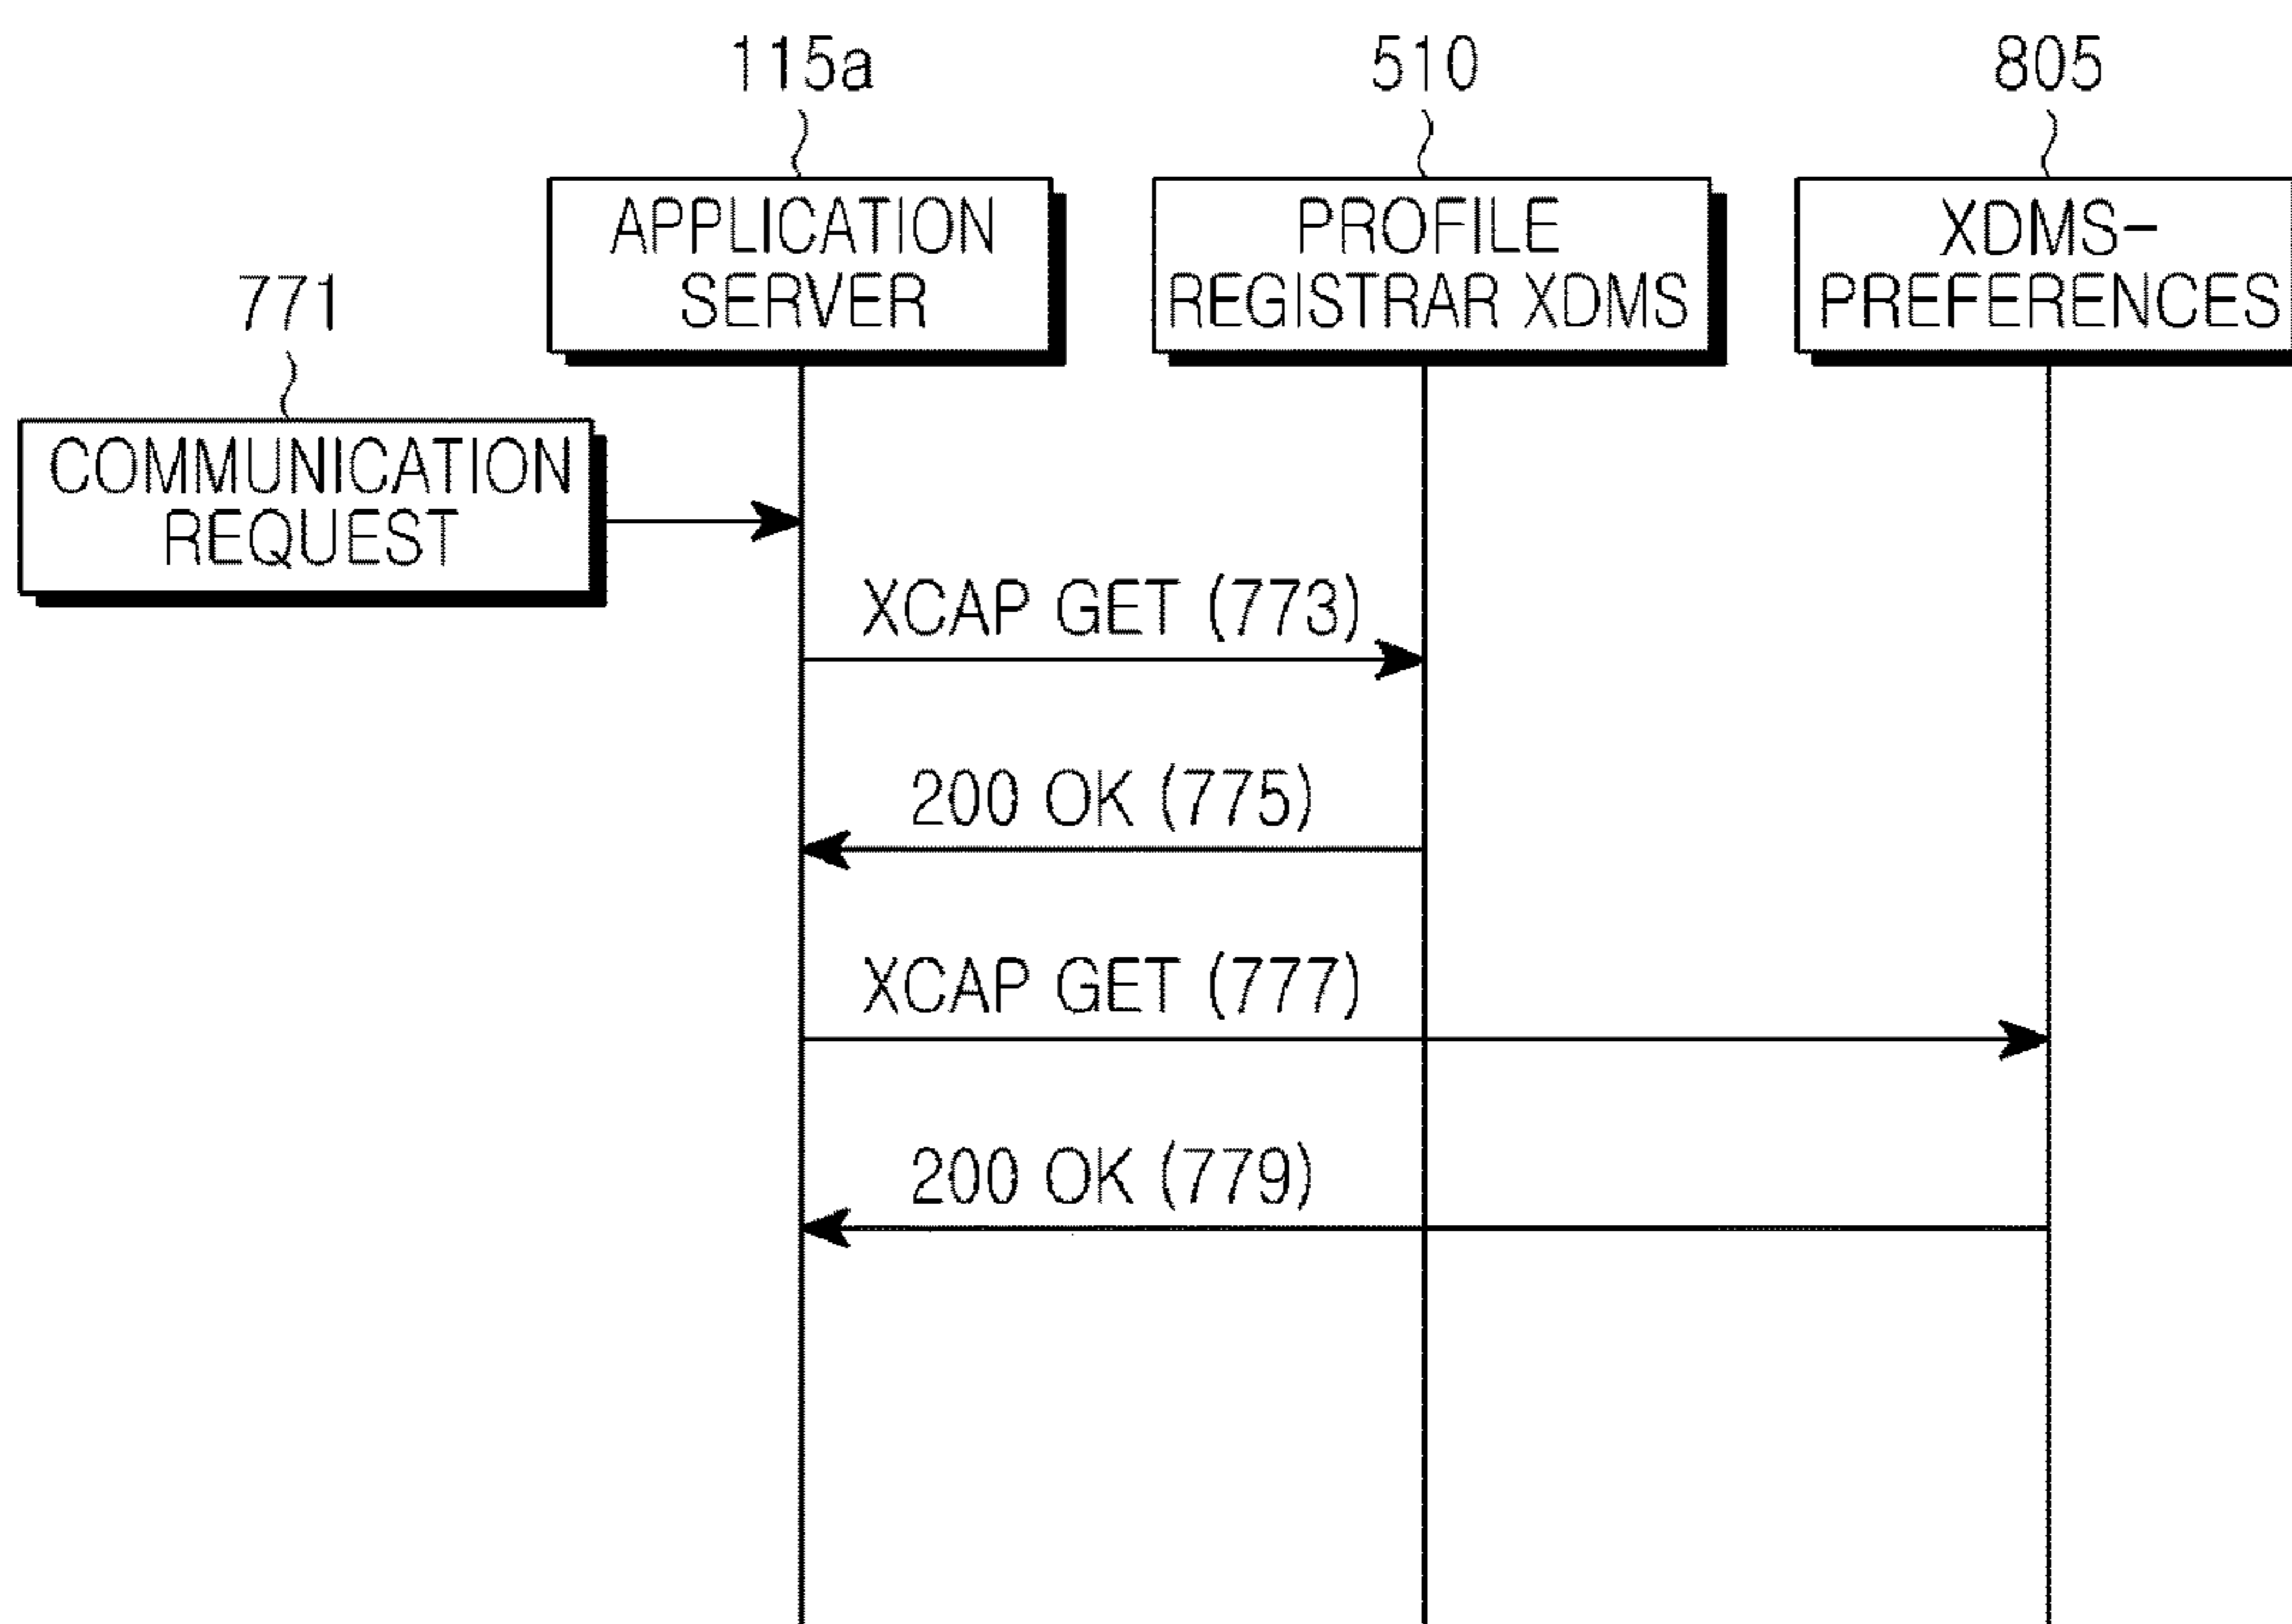 115a
510
805
APPLICATION
SERVER
PROFILE
REGISTRAR XDMS
XDMS-
PREFERENCES
771
COMMUNICATION
REQUEST
XCAP GET (773)
200 OK (775)
XCAP GET (777)
200 OK (779)